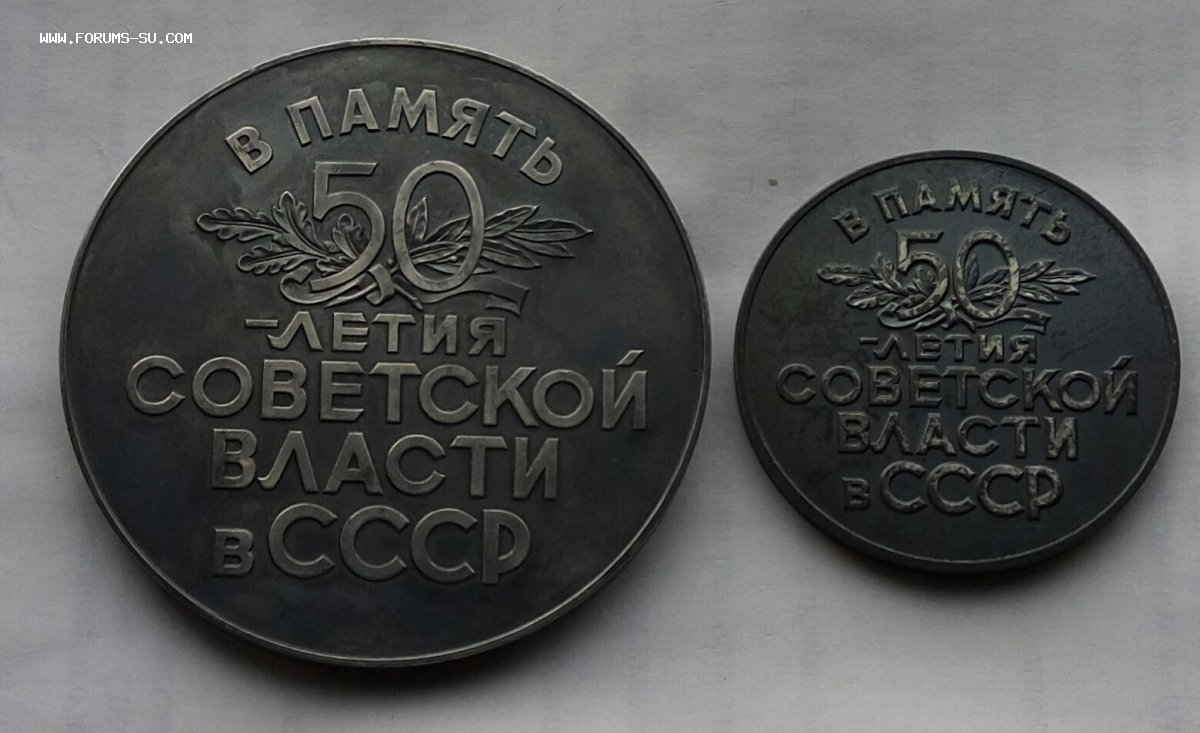 WWW.FORUMS-SU.COM
В ПАМЯТЬ
50
-ЛЕТИЯ
СОВЕТСКОЙ
ВЛАСТИ
в СССР
В ПАМЯТЬ
50
-ЛЕТИЯ
СОВЕТСКОЙ
ВЛАСТИ
в СССР